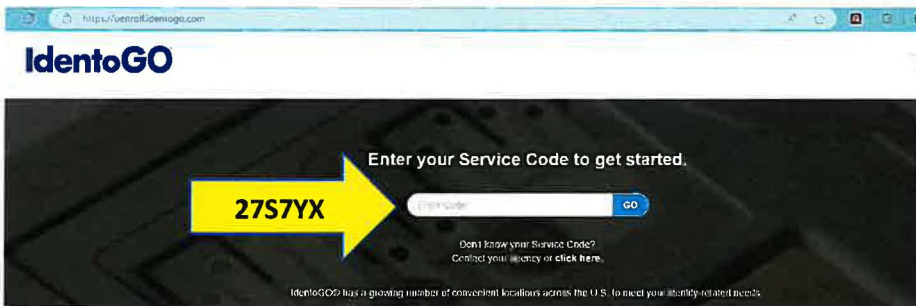 https://uenroll.identogo.com
IdentoGO
Enter your Service Code to get started.
27S7YX
Enter Code
GO
Don't know your Service Code?
Contact your agency or click here.
IdentoGO® has a growing number of convenient locations across the U.S. to meet your identity-related needs.